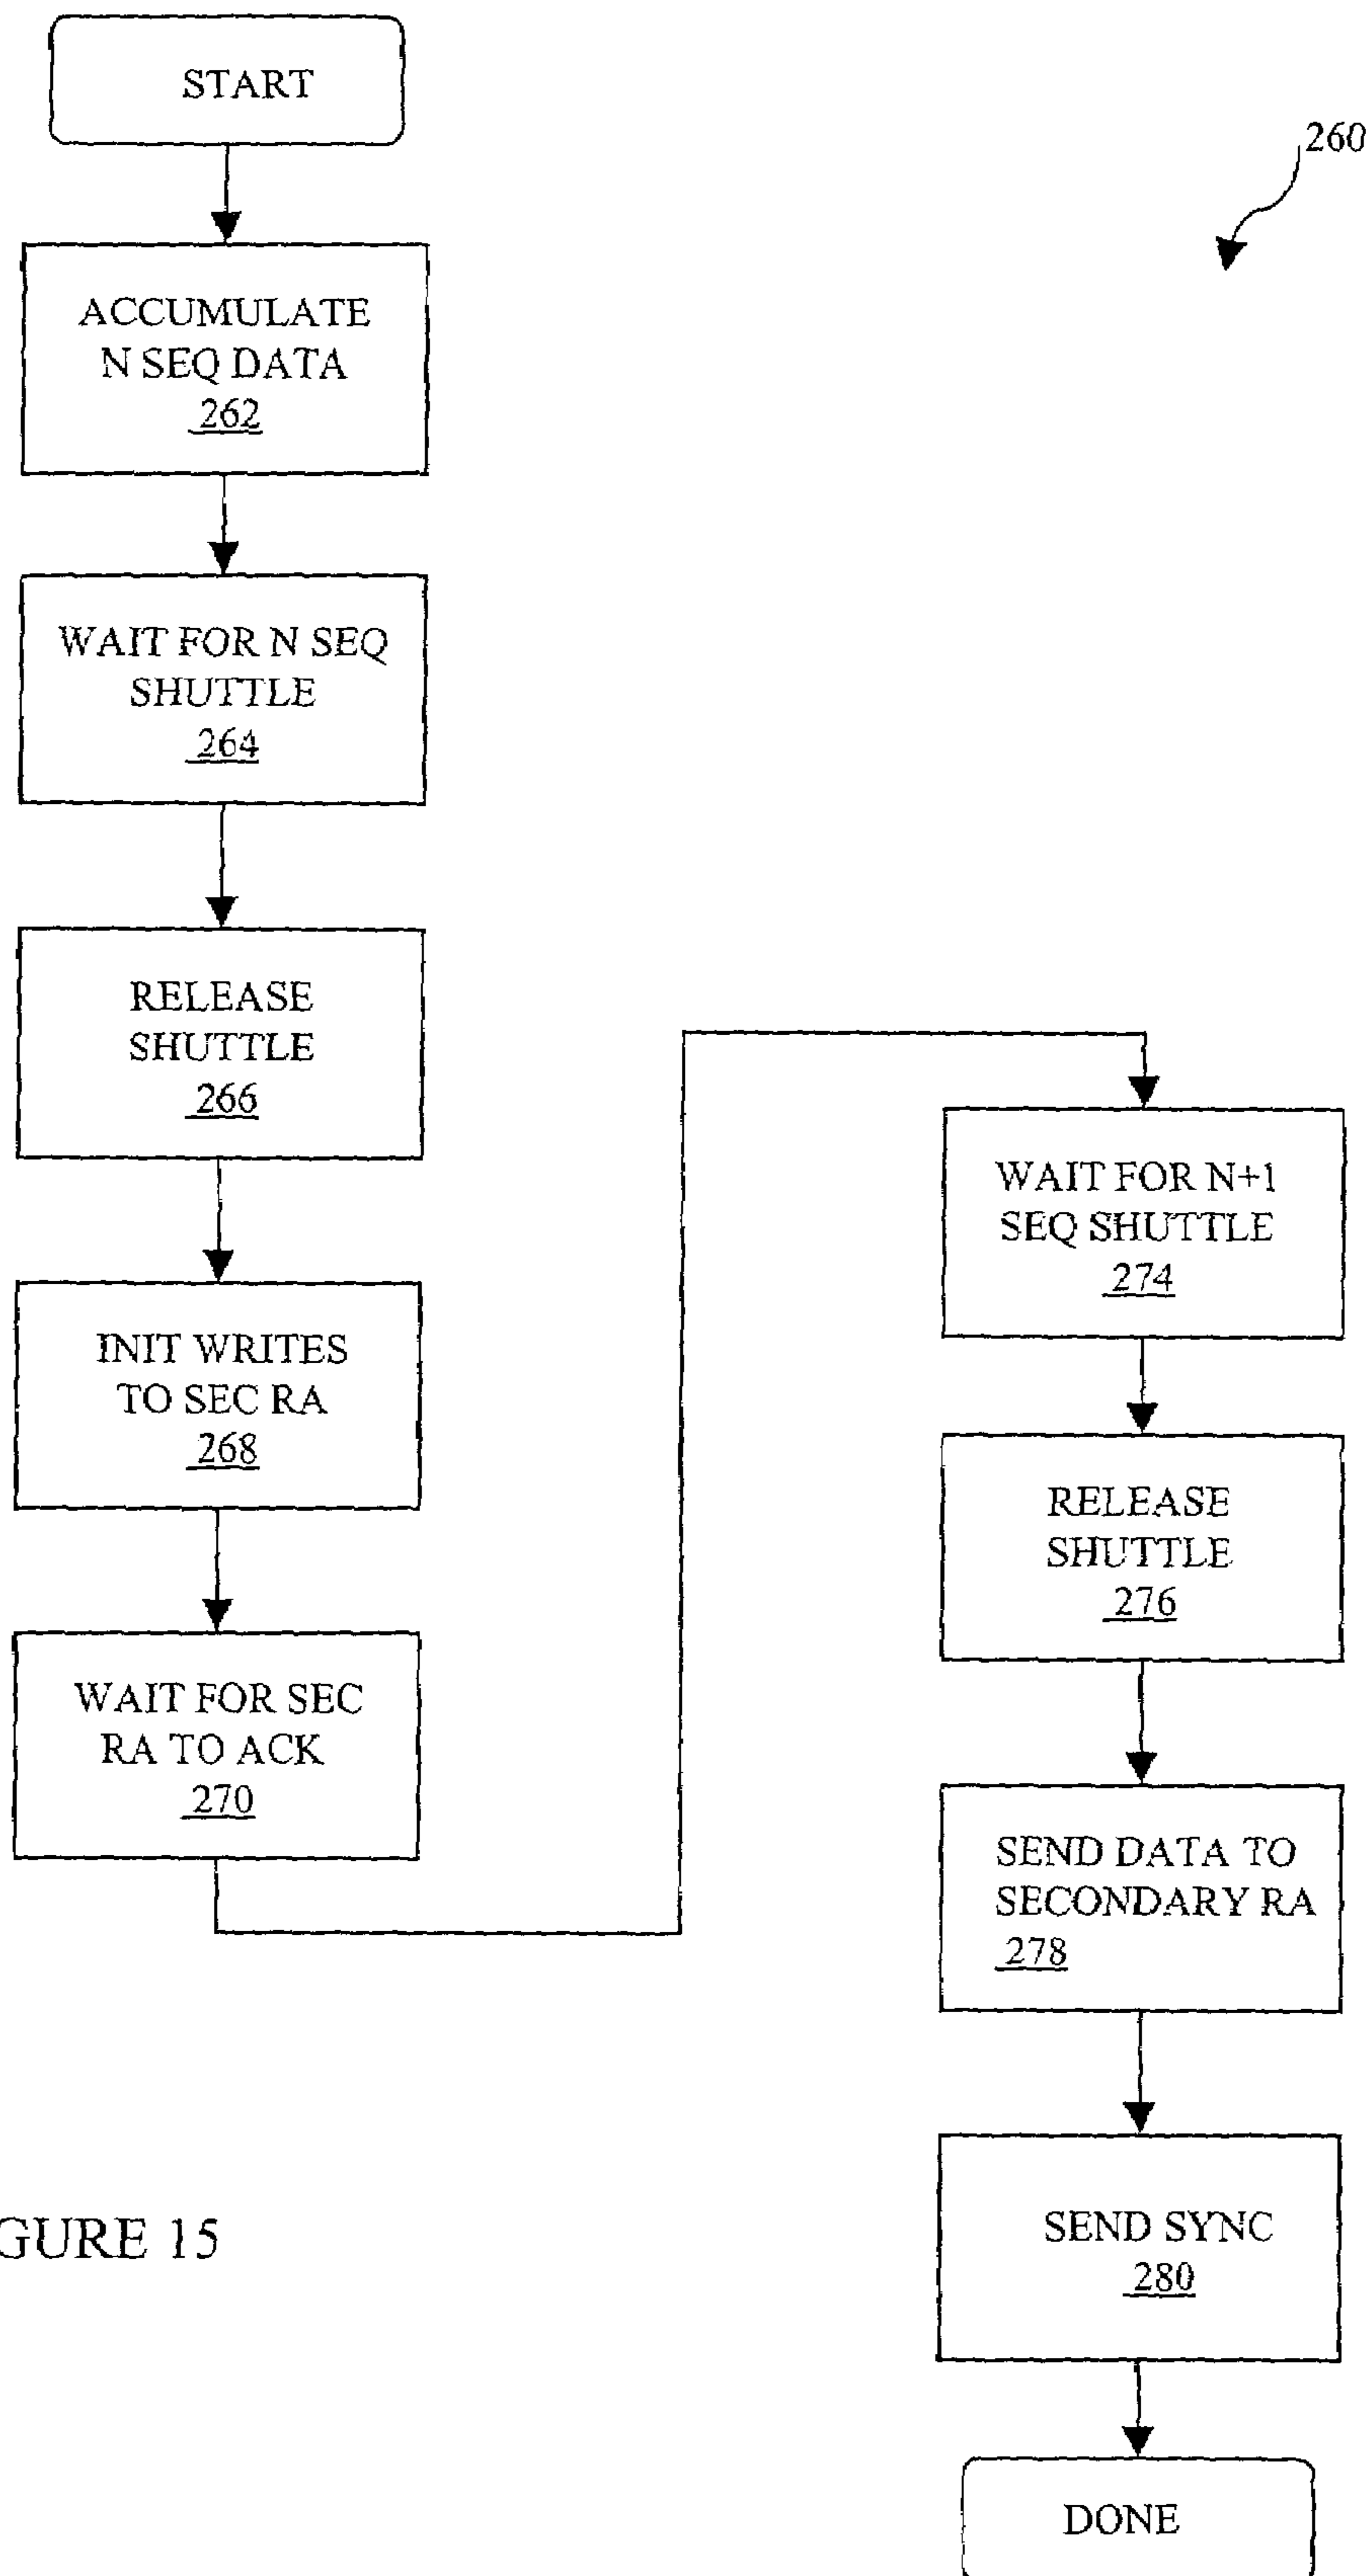 START
260
ACCUMULATE
N SEQ DATA
262
WAIT FOR N SEQ
SHUTTLE
264
RELEASE
SHUTTLE
266
INIT WRITES
TO SEC RA
268
WAIT FOR SEC
RA TO ACK
270
WAIT FOR N+1
SEQ SHUTTLE
274
RELEASE
SHUTTLE
276
SEND DATA TO
SECONDARY RA
278
SEND SYNC
280
DONE
GURE 15